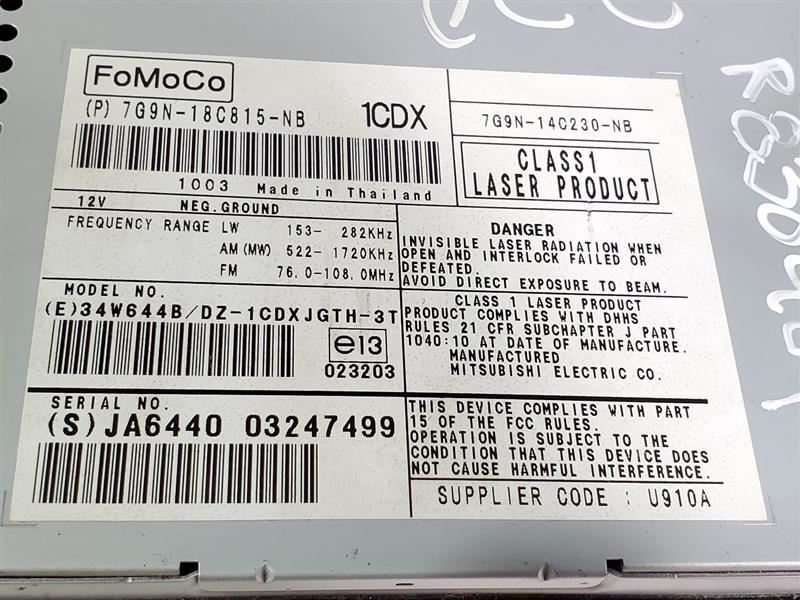 FoMoCo
(P) 7G9N-18C815-NB 1CDX
7G9N-14C230-NB
CLASS1
LASER PRODUCT
1003 Made in Thailand
12V NEG.GROUND
FREQUENCY RANGE LW 153- 282KHz
AM(MW) 522-1720KHz
FM 76.0-108.0MHz
DANGER
INVISIBLE LASER RADIATION WHEN
OPEN AND INTERLOCK FAILED OR
DEFEATED.
AVOID DIRECT EXPOSURE TO BEAM.
MODEL NO.
(E)34W644B/DZ-1CDXJGTH-3T
e13
023203
CLASS 1 LASER PRODUCT
PRODUCT COMPLIES WITH DHHS
RULES 21 CFR SUBCHAPTER J PART
1040:10 AT DATE OF MANUFACTURE.
MANUFACTURED
MITSUBISHI ELECTRIC CO.
SERIAL NO.
(S)JA6440 03247499
THIS DEVICE COMPLIES WITH PART
15 OF THE FCC RULES.
OPERATION IS SUBJECT TO THE
CONDITION THAT THIS DEVICE DOES
NOT CAUSE HARMFUL INTERFERENCE.
SUPPLIER CODE : U910A